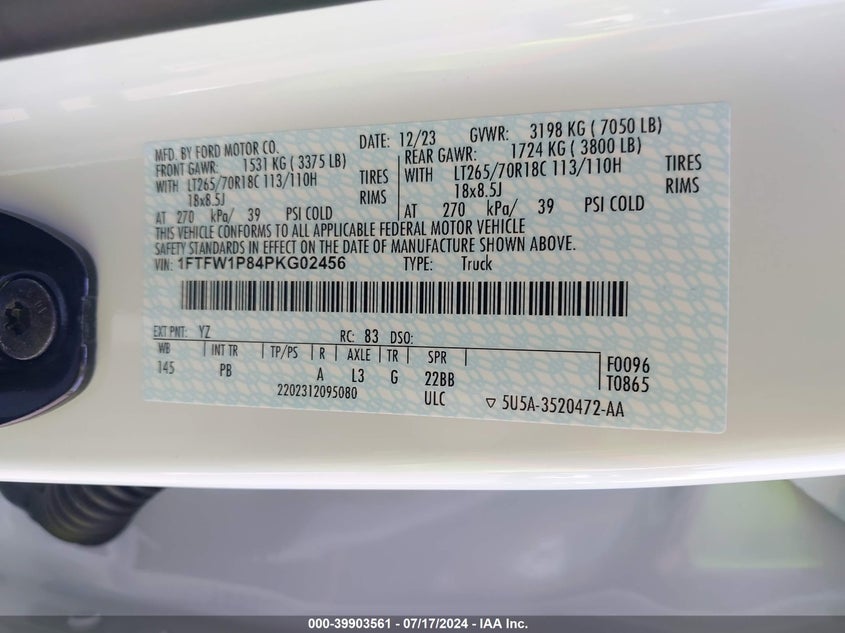 MFD. BY FORD MOTOR CO.
DATE: 12/23 GVWR: 3198 KG ( 7050 LB)
FRONT GAWR: 1531 KG ( 3375 LB) REAR GAWR: 1724 KG ( 3800 LB)
WITH LT265/70R18C 113/110H TIRES WITH LT265/70R18C 113/110H TIRES
18x8.5J RIMS 18x8.5J RIMS
AT 270 kPa/ 39 PSI COLD AT 270 kPa/ 39 PSI COLD
THIS VEHICLE CONFORMS TO ALL APPLICABLE FEDERAL MOTOR VEHICLE
SAFETY STANDARDS IN EFFECT ON THE DATE OF MANUFACTURE SHOWN ABOVE.
VIN: 1FTFW1P84PKG02456 TYPE: Truck
EXT PNT: YZ RC: 83 DSO:
WB INT TR TP/PS R AXLE TR SPR F0096
145 PB A L3 G 22BB T0865
2202312095080 ULC ▽ 5U5A-3520472-AA
000-39903561 - 07/17/2024 - IAA Inc.